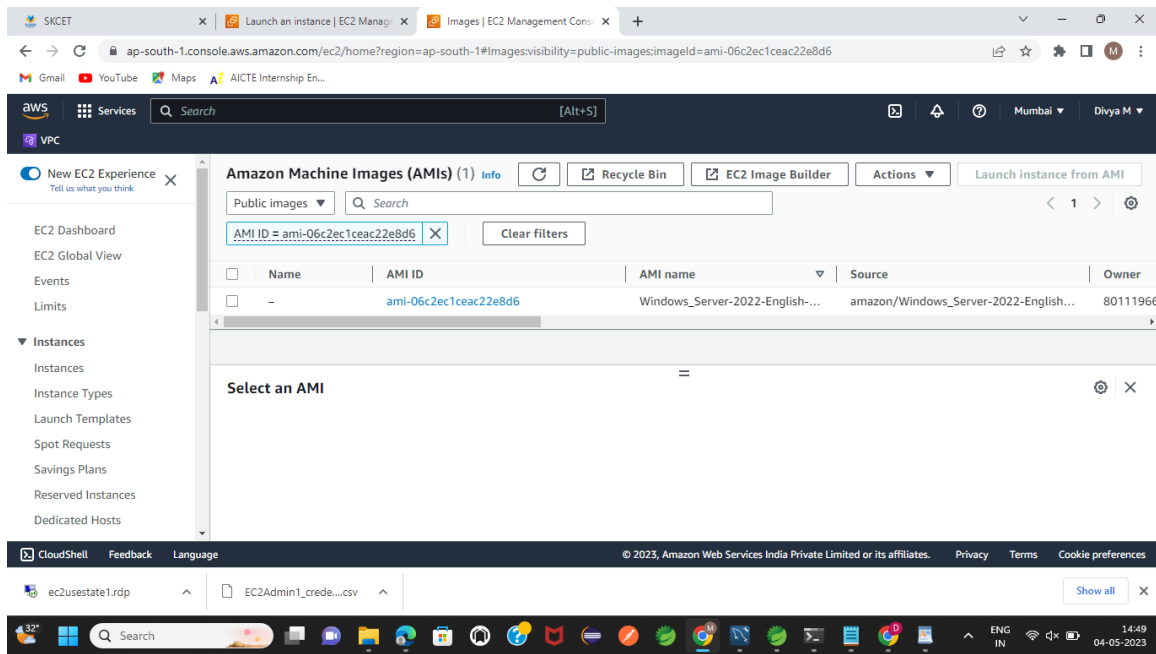 SKCET
Launch an instance | EC2 Manage
Images | EC2 Management Cons
ap-south-1.console.aws.amazon.com/ec2/home?region=ap-south-1#Images:visibility=public-images:imageId=ami-06c2ec1ceac22e8d6
M
Gmail YouTube Maps AICTE Internship En...
aws Services Search [Alt+S] Mumbai ▼ Divya M ▼
VPC
New EC2 Experience
Tell us what you think
EC2 Dashboard
EC2 Global View
Events
Limits
▼ Instances
Instances
Instance Types
Launch Templates
Spot Requests
Savings Plans
Reserved Instances
Dedicated Hosts
Amazon Machine Images (AMIs) (1) Info Recycle Bin EC2 Image Builder Actions ▼ Launch instance from AMI
Public images ▼ Search < 1 >
AMI ID = ami-06c2ec1ceac22e8d6 Clear filters
Name AMI ID AMI name Source Owner
– ami-06c2ec1ceac22e8d6 Windows_Server-2022-English-... amazon/Windows_Server-2022-English... 80111966
Select an AMI
CloudShell Feedback Language © 2023, Amazon Web Services India Private Limited or its affiliates. Privacy Terms Cookie preferences
ec2usestate1.rdp EC2Admin1_crede....csv Show all
32° Search ENG 14:49
IN 04-05-2023